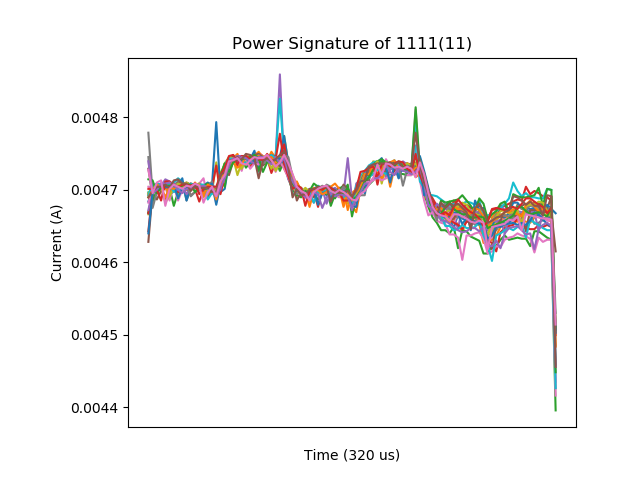 Power Signature of 1111(11)
0.0048
0.0047
0.0046
0.0045
0.0044
Current (A)
Time (320 us)